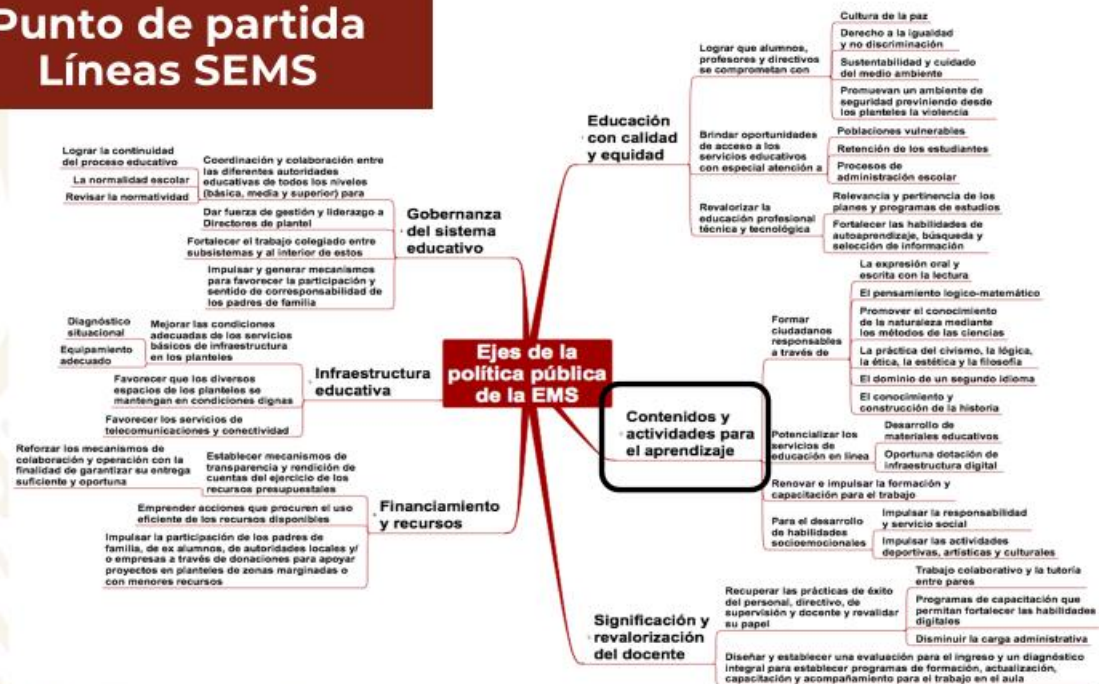 Punto de partida
Líneas SEMS
Ejes de la
política pública
de la EMS
Gobernanza
del sistema
educativo
Coordinación y colaboración entre
las diferentes autoridades
educativas de todos los niveles
(básica, media y superior) para
Lograr la continuidad
del proceso educativo
La normalidad escolar
Revisar la normatividad
Dar fuerza de gestión y liderazgo a
Directores de plantel
Fortalecer el trabajo colegiado entre
subsistemas y al interior de estos
Impulsar y generar mecanismos
para favorecer la participación y
sentido de corresponsabilidad de
los padres de familia
Infraestructura
educativa
Mejorar las condiciones
adecuadas de los servicios
básicos de infraestructura
en los planteles
Diagnóstico
situacional
Equipamiento
adecuado
Favorecer que los diversos
espacios de los planteles se
mantengan en condiciones dignas
Favorecer los servicios de
telecomunicaciones y conectividad
Financiamiento
y recursos
Establecer mecanismos de
transparencia y rendición de
cuentas del ejercicio de los
recursos presupuestales
Reforzar los mecanismos de
colaboración y operación con la
finalidad de garantizar su entrega
suficiente y oportuna
Emprender acciones que procuren el uso
eficiente de los recursos disponibles
Impulsar la participación de los padres de
familia, de ex alumnos, de autoridades locales y/
o empresas a través de donaciones para apoyar
proyectos en planteles de zonas marginadas o
con menores recursos
Educación
con calidad
y equidad
Lograr que alumnos,
profesores y directivos
se comprometan con
Cultura de la paz
Derecho a la igualdad
y no discriminación
Sustentabilidad y cuidado
del medio ambiente
Promuevan un ambiente de
seguridad previniendo desde
los planteles la violencia
Brindar oportunidades
de acceso a los
servicios educativos
con especial atención a
Poblaciones vulnerables
Retención de los estudiantes
Procesos de
administración escolar
Revalorizar la
educación profesional
técnica y tecnológica
Relevancia y pertinencia de los
planes y programas de estudios
Fortalecer las habilidades de
autoaprendizaje, búsqueda y
selección de información
Contenidos y
actividades para
el aprendizaje
Formar
ciudadanos
responsables
a través de
La expresión oral y
escrita con la lectura
El pensamiento logico-matemático
Promover el conocimiento
de la naturaleza mediante
los métodos de las ciencias
La práctica del civismo, la lógica,
la ética, la estética y la filosofía
El dominio de un segundo idioma
El conocimiento y
construcción de la historia
Potencializar los
servicios de
educación en línea
Desarrollo de
materiales educativos
Oportuna dotación de
infraestructura digital
Renovar e impulsar la formación y
capacitación para el trabajo
Para el desarrollo
de habilidades
socioemocionales
Impulsar la responsabilidad
y servicio social
Impulsar las actividades
deportivas, artísticas y culturales
Significación y
revalorización
del docente
Recuperar las prácticas de éxito
del personal, directivo, de
supervisión y docente y revalidar
su papel
Trabajo colaborativo y la tutoría
entre pares
Programas de capacitación que
permitan fortalecer las habilidades
digitales
Disminuir la carga administrativa
Diseñar y establecer una evaluación para el ingreso y un diagnóstico
integral para establecer programas de formación, actualización,
capacitación y acompañamiento para el trabajo en el aula